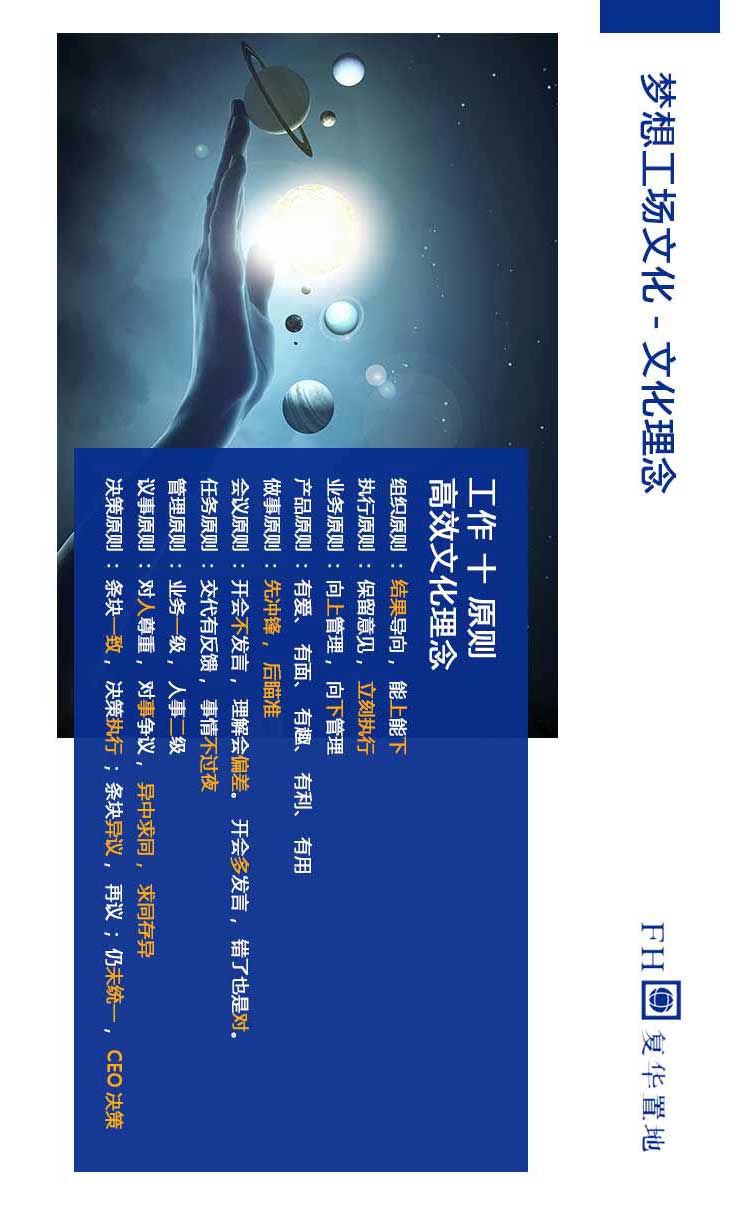 梦想工场文化 - 文化理念
FH 复华置地
工作 十 原则
高效文化理念
组织原则：结果导向，能上能下
执行原则：保留意见，立刻执行
业务原则：向上管理，向下管理
产品原则：有爱、有面、有趣、有利、有用
做事原则：先冲锋，后瞄准
会议原则：开会不发言，理解会偏差。开会多发言，错了也是对。
任务原则：交代有反馈，事情不过夜
管理原则：业务一级，人事二级
议事原则：对人尊重，对事争议，异中求同，求同存异
决策原则：条块一致，决策执行；条块异议，再议；仍未统一，CEO 决策